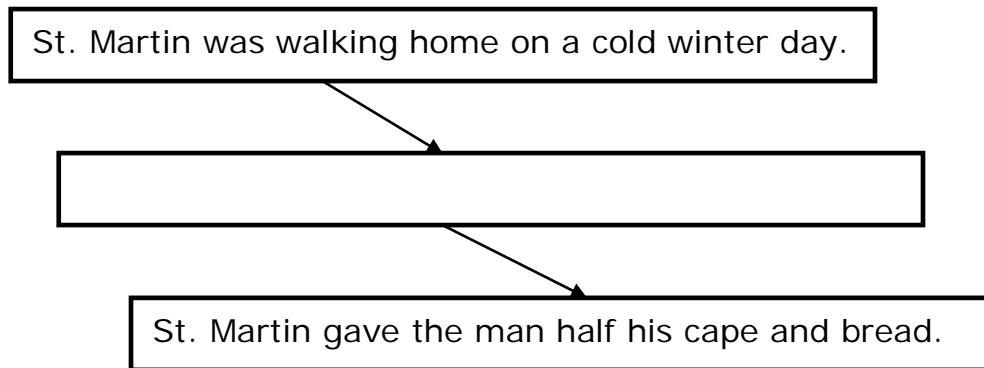 St. Martin was walking home on a cold winter day.
St. Martin gave the man half his cape and bread.